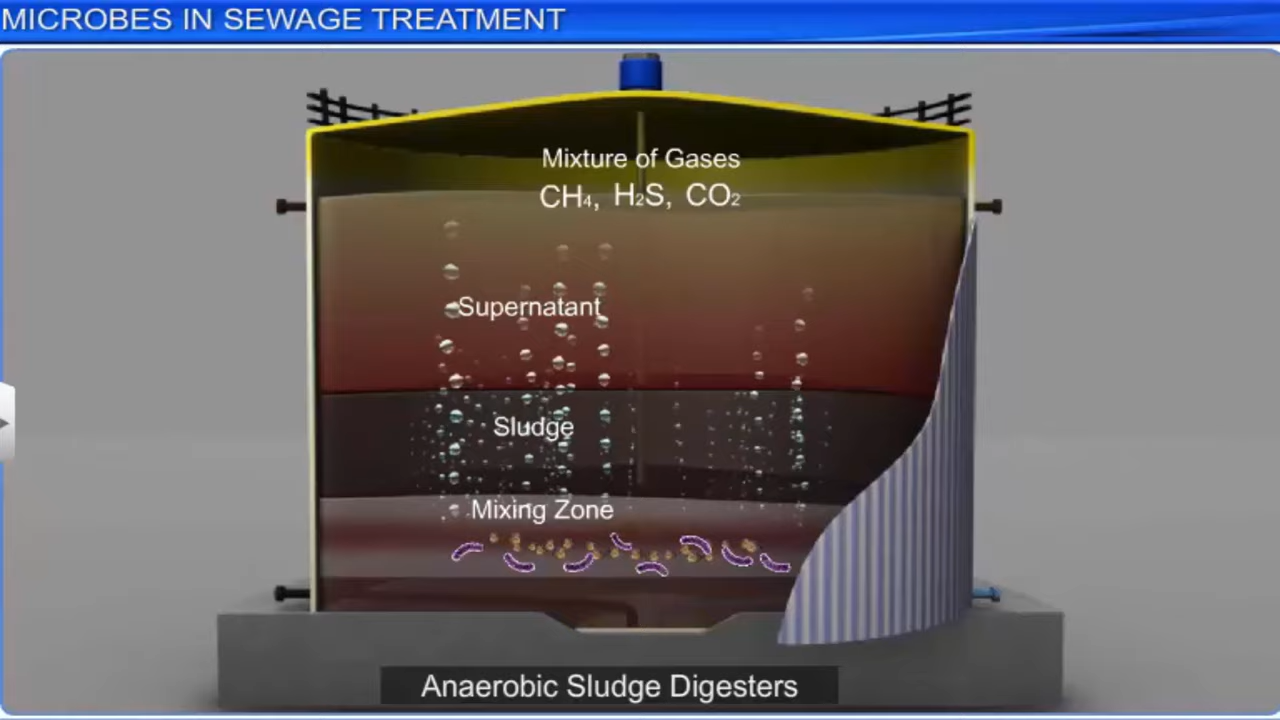 MICROBES IN SEWAGE TREATMENT
Mixture of Gases
CH₄, H₂S, CO₂
Supernatant
Sludge
Mixing Zone
Anaerobic Sludge Digesters